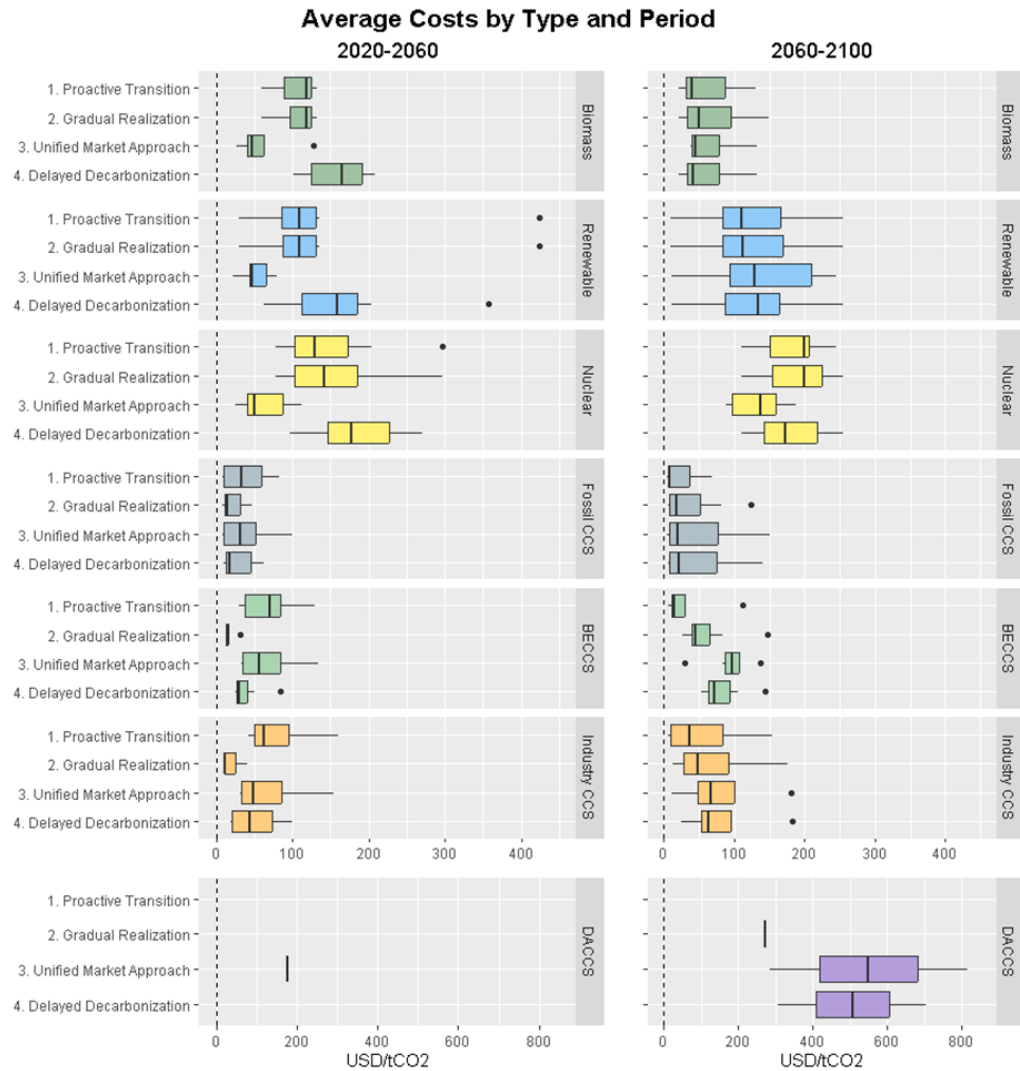 Average Costs by Type and Period
2020-2060
2060-2100
1. Proactive Transition
2. Gradual Realization
3. Unified Market Approach
4. Delayed Decarbonization
Biomass
Biomass
1. Proactive Transition
2. Gradual Realization
3. Unified Market Approach
4. Delayed Decarbonization
Renewable
Renewable
1. Proactive Transition
2. Gradual Realization
3. Unified Market Approach
4. Delayed Decarbonization
Nuclear
Nuclear
1. Proactive Transition
2. Gradual Realization
3. Unified Market Approach
4. Delayed Decarbonization
Fossil CCS
Fossil CCS
1. Proactive Transition
2. Gradual Realization
3. Unified Market Approach
4. Delayed Decarbonization
BECCS
BECCS
1. Proactive Transition
2. Gradual Realization
3. Unified Market Approach
4. Delayed Decarbonization
Industry CCS
Industry CCS
0 100 200 300 400
0 100 200 300 400
1. Proactive Transition
2. Gradual Realization
3. Unified Market Approach
4. Delayed Decarbonization
DACCS
DACCS
0 200 400 600 800
0 200 400 600 800
USD/tCO2
USD/tCO2